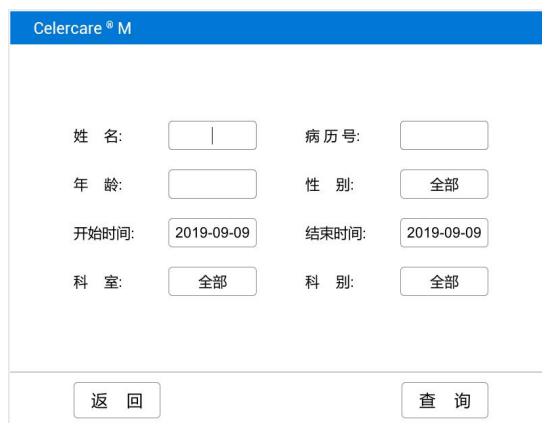 Celercare ® M
姓 名: 病历号:
年 龄: 性 别: 全部
开始时间: 2019-09-09 结束时间: 2019-09-09
科 室: 全部 科 别: 全部
返 回 查 询